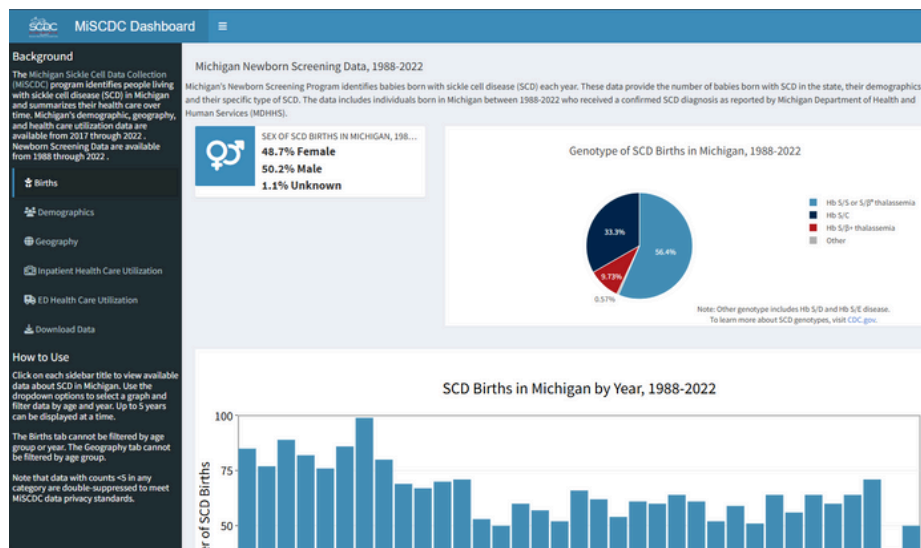 SCDC
MiSCDC Dashboard
Background
The Michigan Sickle Cell Data Collection
(MiSCDC) program identifies people living
with sickle cell disease (SCD) in Michigan
and summarizes their health care over
time. Michigan's demographic, geography,
and health care utilization data are
available from 2017 through 2022 .
Newborn Screening Data are available
from 1988 through 2022 .
Births
Demographics
Geography
Inpatient Health Care Utilization
ED Health Care Utilization
Download Data
How to Use
Click on each sidebar title to view available
data about SCD in Michigan. Use the
dropdown options to select a graph and
filter data by age and year. Up to 5 years
can be displayed at a time.
The Births tab cannot be filtered by age
group or year. The Geography tab cannot
be filtered by age group.
Note that data with counts <5 in any
category are double-suppressed to meet
MiSCDC data privacy standards.
Michigan Newborn Screening Data, 1988-2022
Michigan's Newborn Screening Program identifies babies born with sickle cell disease (SCD) each year. These data provide the number of babies born with SCD in the state, their demographics
and their specific type of SCD. The data includes individuals born in Michigan between 1988-2022 who received a confirmed SCD diagnosis as reported by Michigan Department of Health and
Human Services (MDHHS).
SEX OF SCD BIRTHS IN MICHIGAN, 198...
48.7% Female
50.2% Male
1.1% Unknown
Genotype of SCD Births in Michigan, 1988-2022
33.3%
56.4%
9.73%
0.57%
Hb S/S or S/β⁰ thalassemia
Hb S/C
Hb S/β+ thalassemia
Other
Note: Other genotype includes Hb S/D and Hb S/E disease.
To learn more about SCD genotypes, visit CDC.gov.
SCD Births in Michigan by Year, 1988-2022
100
75
50
er of SCD Births